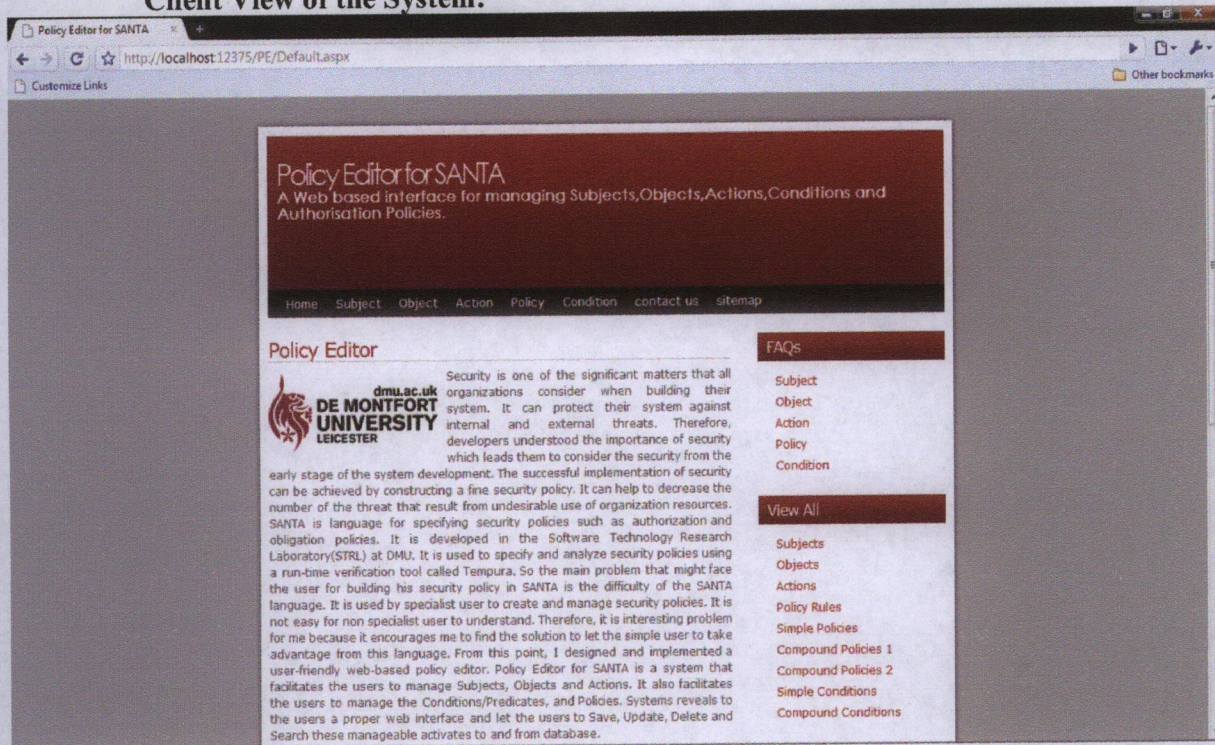 Client View of the System:
Policy Editor for SANTA
http://localhost:12375/PE/Default.aspx
Customize Links
Other bookmarks
Policy Editor for SANTA
A Web based interface for managing Subjects,Objects,Actions,Conditions and
Authorisation Policies.
Home Subject Object Action Policy Condition contact us sitemap
Policy Editor
dmu.ac.uk
DE MONTFORT
UNIVERSITY
LEICESTER
Security is one of the significant matters that all
organizations consider when building their
system. It can protect their system against
internal and external threats. Therefore,
developers understood the importance of security
which leads them to consider the security from the
early stage of the system development. The successful implementation of security
can be achieved by constructing a fine security policy. It can help to decrease the
number of the threat that result from undesirable use of organization resources.
SANTA is language for specifying security policies such as authorization and
obligation policies. It is developed in the Software Technology Research
Laboratory(STRL) at DMU. It is used to specify and analyze security policies using
a run-time verification tool called Tempura. So the main problem that might face
the user for building his security policy in SANTA is the difficulty of the SANTA
language. It is used by specialist user to create and manage security policies. It is
not easy for non specialist user to understand. Therefore, it is interesting problem
for me because it encourages me to find the solution to let the simple user to take
advantage from this language. From this point, I designed and implemented a
user-friendly web-based policy editor. Policy Editor for SANTA is a system that
facilitates the users to manage Subjects, Objects and Actions. It also facilitates
the users to manage the Conditions/Predicates, and Policies. Systems reveals to
the users a proper web interface and let the users to Save, Update, Delete and
Search these manageable activates to and from database.
FAQs
Subject
Object
Action
Policy
Condition
View All
Subjects
Objects
Actions
Policy Rules
Simple Policies
Compound Policies 1
Compound Policies 2
Simple Conditions
Compound Conditions